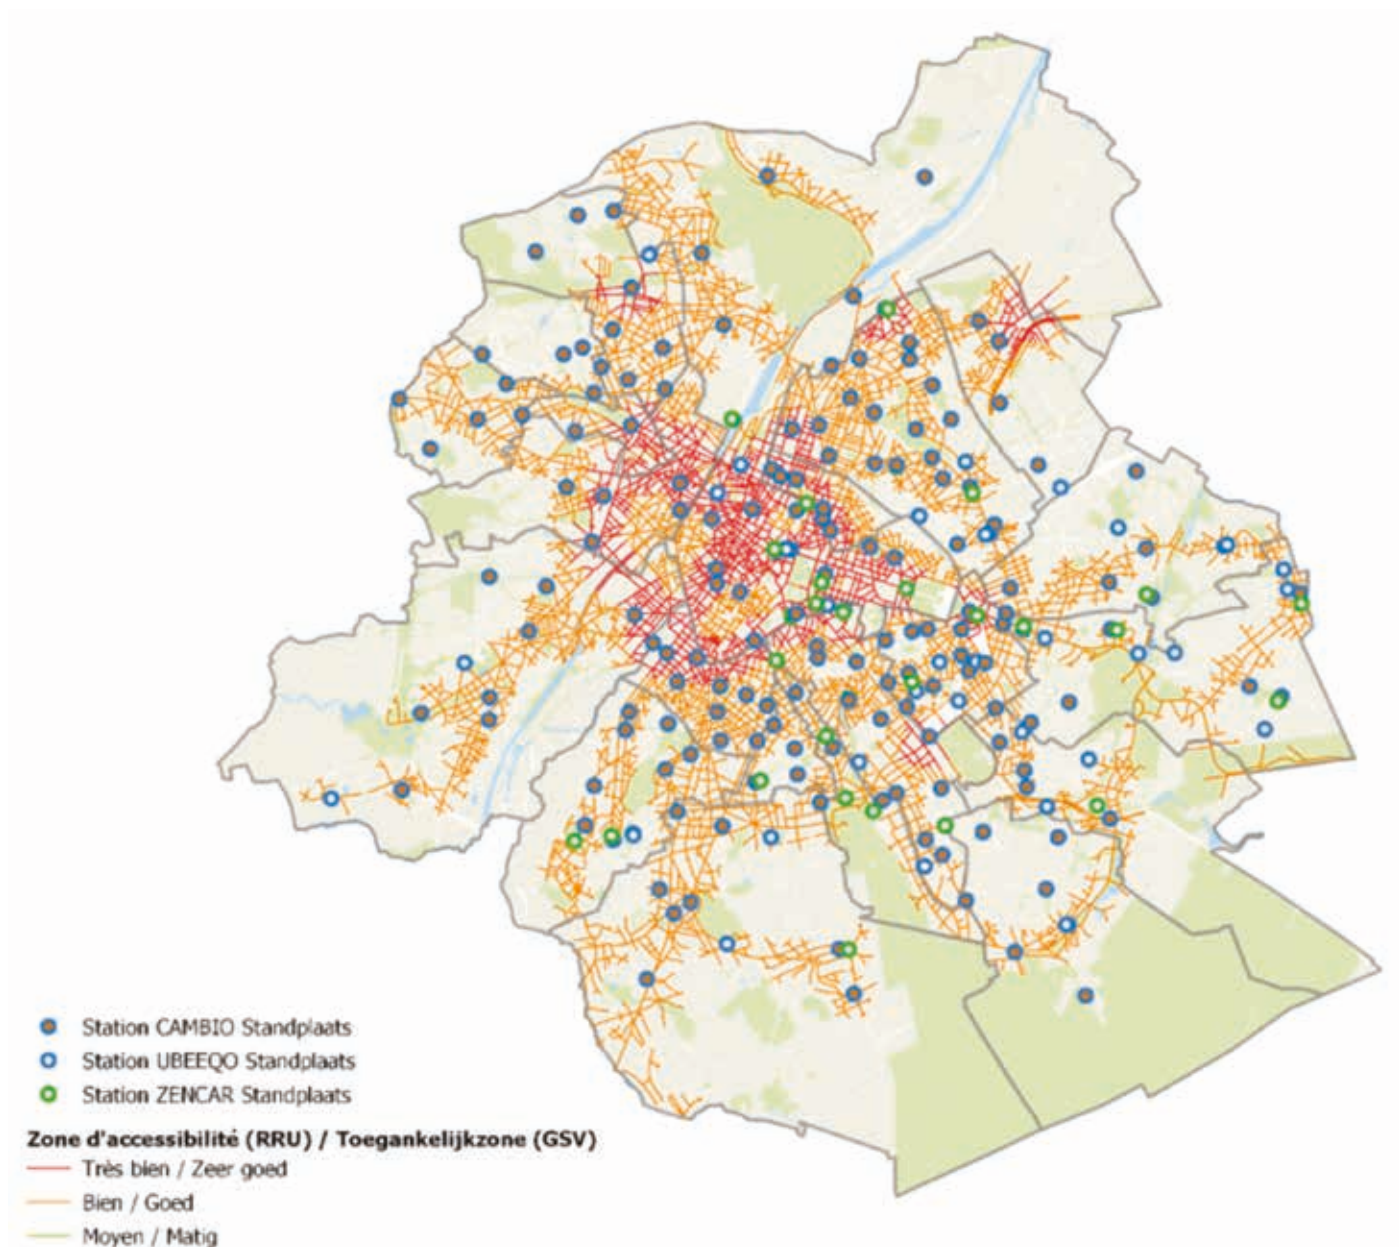 Station CAMBIO Standplaats
Station UBEEQO Standplaats
Station ZENCAR Standplaats
Zone d'accessibilité (RRU) / Toegankelijkzone (GSV)
Très bien / Zeer goed
Bien / Goed
Moyen / Matig